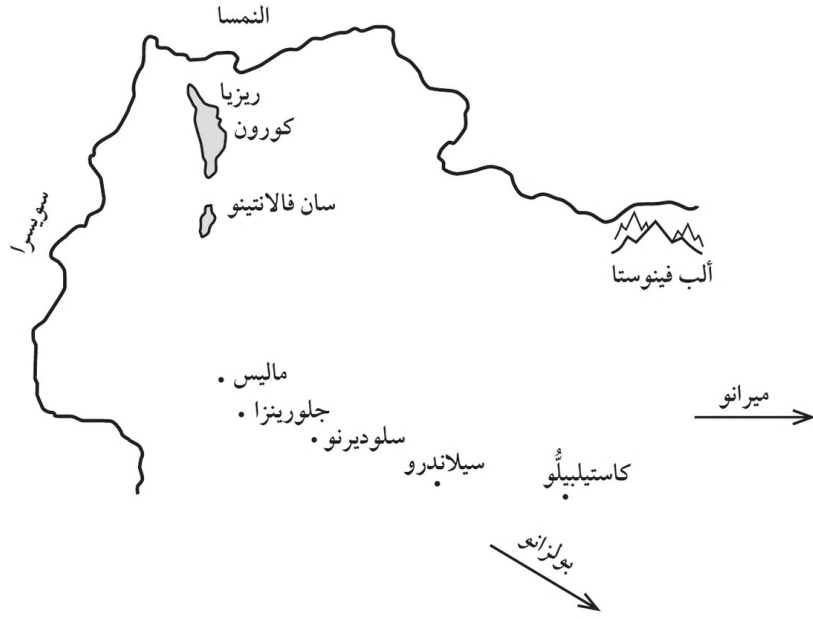 النمسا
ريزيا
كورون
سان فالانتينو
سويسرا
ألب فينوستا
ماليس
جلورينزا
سلوديرنو
سيلاندرو
كاستيلبيلُّو
ميرانو
بولزانو